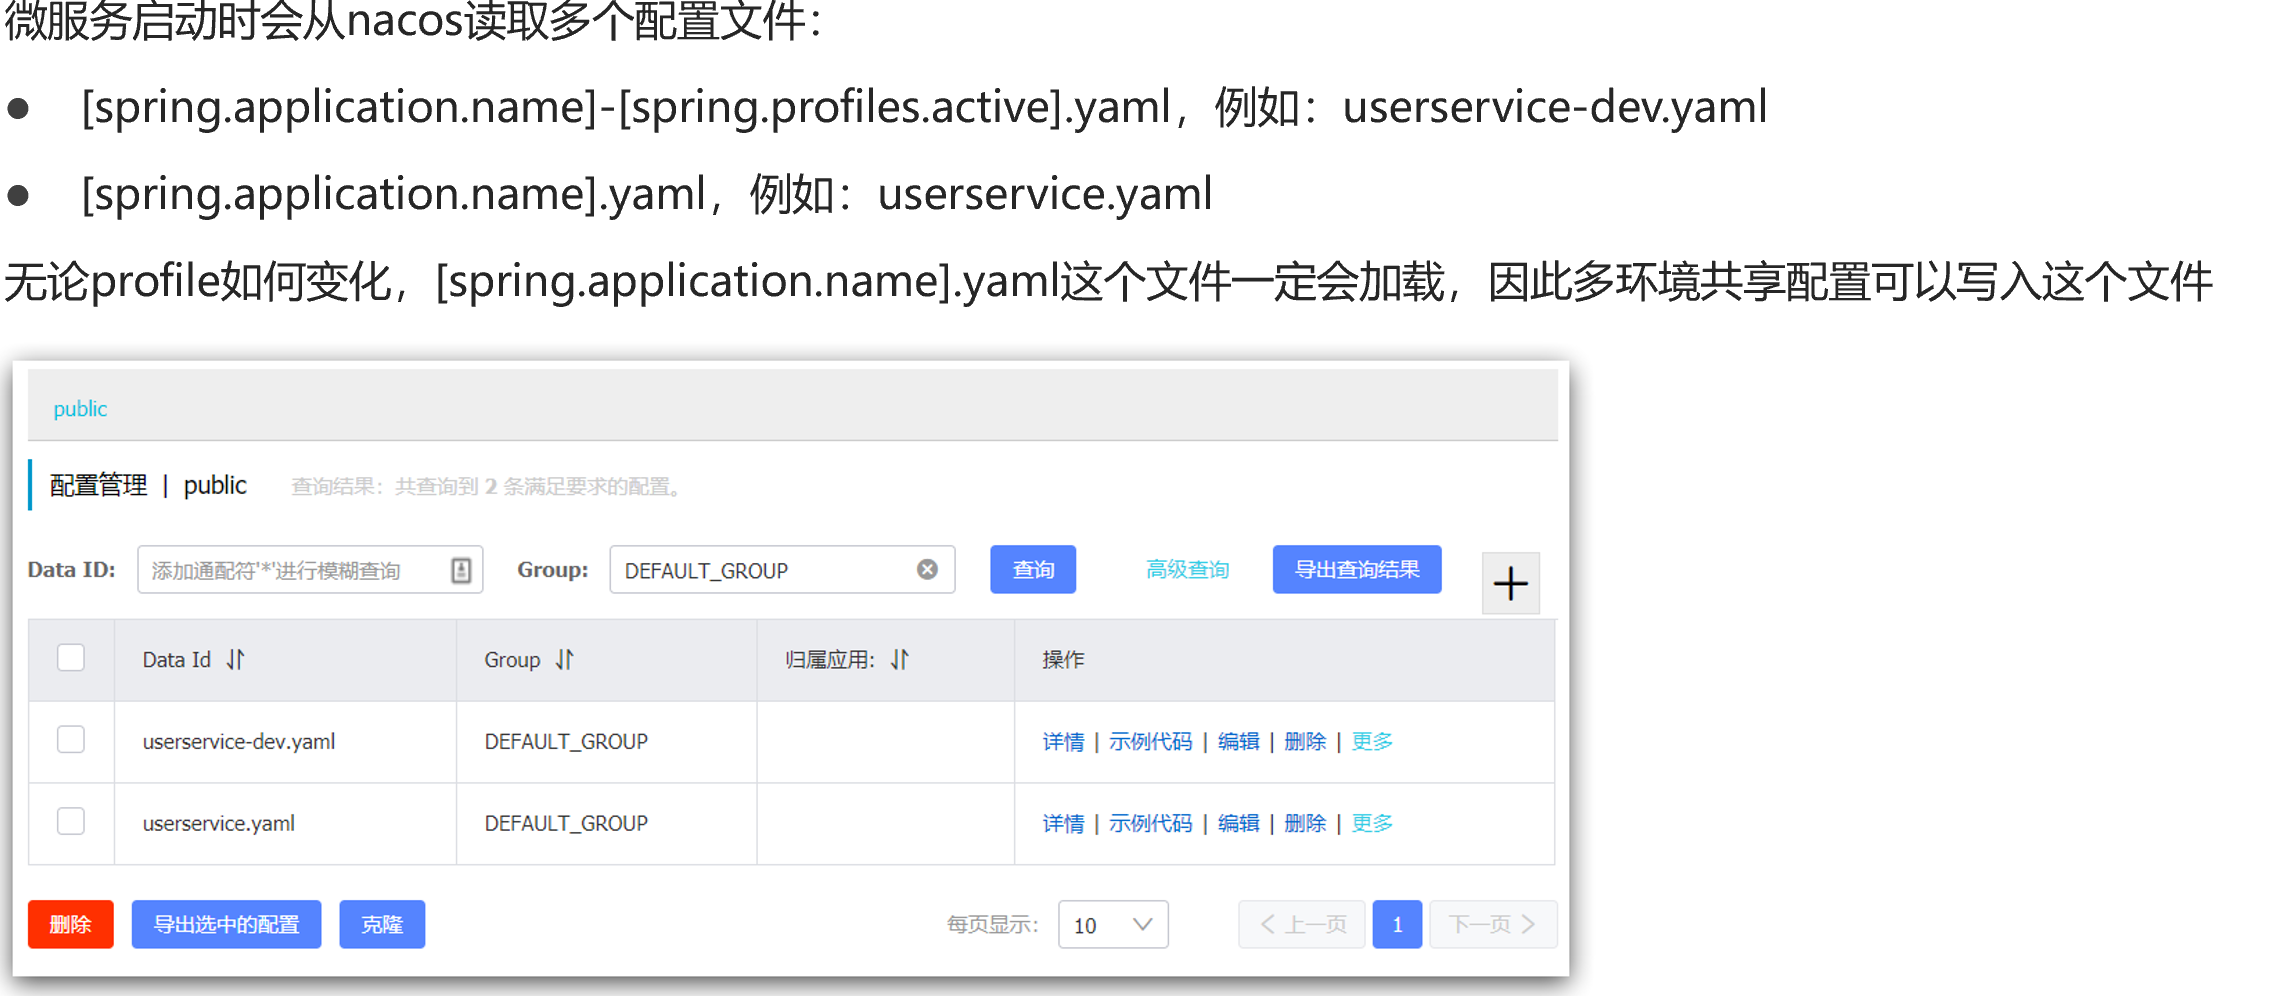 微服务启动时会从nacos读取多个配置文件：
● [spring.application.name]-[spring.profiles.active].yaml，例如：userservice-dev.yaml
● [spring.application.name].yaml，例如：userservice.yaml
无论profile如何变化，[spring.application.name].yaml这个文件一定会加载，因此多环境共享配置可以写入这个文件
public
配置管理 | public 查询结果：共查询到 2 条满足要求的配置。
Data ID: 添加通配符'*'进行模糊查询 Group: DEFAULT_GROUP 查询 高级查询 导出查询结果 +
Data Id Group 归属应用: 操作
userservice-dev.yaml DEFAULT_GROUP 详情 | 示例代码 | 编辑 | 删除 | 更多
userservice.yaml DEFAULT_GROUP 详情 | 示例代码 | 编辑 | 删除 | 更多
删除 导出选中的配置 克隆 每页显示: 10 < 上一页 1 下一页 >